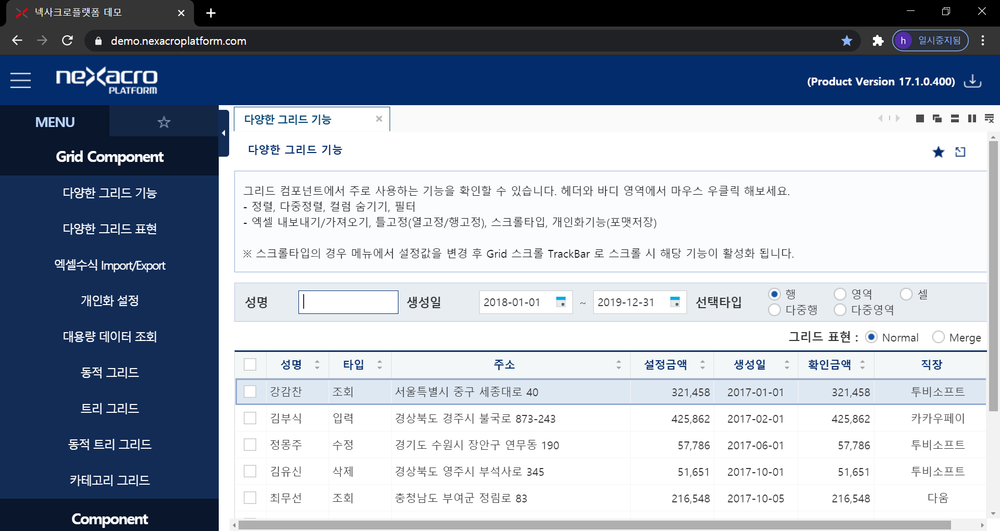 넥사크로플랫폼 데모
demo.nexacroplatform.com
h 일시중지됨
nexacro PLATFORM
(Product Version 17.1.0.400)
MENU
Grid Component
다양한 그리드 기능
다양한 그리드 표현
엑셀수식 Import/Export
개인화 설정
대용량 데이터 조회
동적 그리드
트리 그리드
동적 트리 그리드
카테고리 그리드
Component
다양한 그리드 기능
다양한 그리드 기능
그리드 컴포넌트에서 주로 사용하는 기능을 확인할 수 있습니다. 헤더와 바디 영역에서 마우스 우클릭 해보세요.
- 정렬, 다중정렬, 컬럼 숨기기, 필터
- 엑셀 내보내기/가져오기, 틀고정(열고정/행고정), 스크롤타입, 개인화기능(포맷저장)
※ 스크롤타입의 경우 메뉴에서 설정값을 변경 후 Grid 스크롤 TrackBar 로 스크롤 시 해당 기능이 활성화 됩니다.
성명 생성일 2018-01-01 ~ 2019-12-31 선택타입 행 영역 셀
다중행 다중영역
그리드 표현 : Normal Merge
성명 타입 주소 설정금액 생성일 확인금액 직장
강감찬 조회 서울특별시 중구 세종대로 40 321,458 2017-01-01 321,458 투비소프트
김부식 입력 경상북도 경주시 불국로 873-243 425,862 2017-02-01 425,862 카카우페이
정몽주 수정 경기도 수원시 장안구 연무동 190 57,786 2017-06-01 57,786 투비소프트
김유신 삭제 경상북도 영주시 부석사로 345 51,651 2017-10-01 51,651 투비소프트
최무선 조회 충청남도 부여군 정림로 83 216,548 2017-10-05 216,548 다움